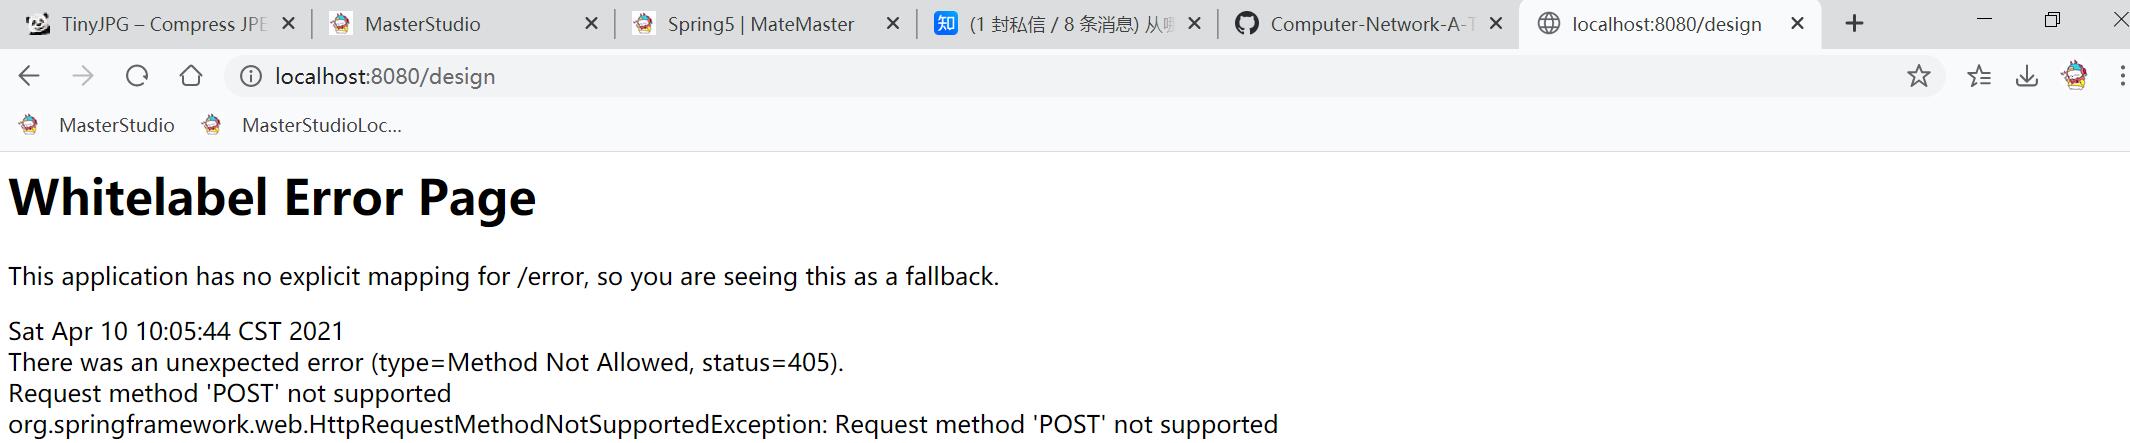 TinyJPG – Compress JPE
MasterStudio
Spring5 | MateMaster
知
(1 封私信 / 8 条消息) 从
Computer-Network-A-T
localhost:8080/design
localhost:8080/design
MasterStudio
MasterStudioLoc...
Whitelabel Error Page
This application has no explicit mapping for /error, so you are seeing this as a fallback.
Sat Apr 10 10:05:44 CST 2021
There was an unexpected error (type=Method Not Allowed, status=405).
Request method 'POST' not supported
org.springframework.web.HttpRequestMethodNotSupportedException: Request method 'POST' not supported